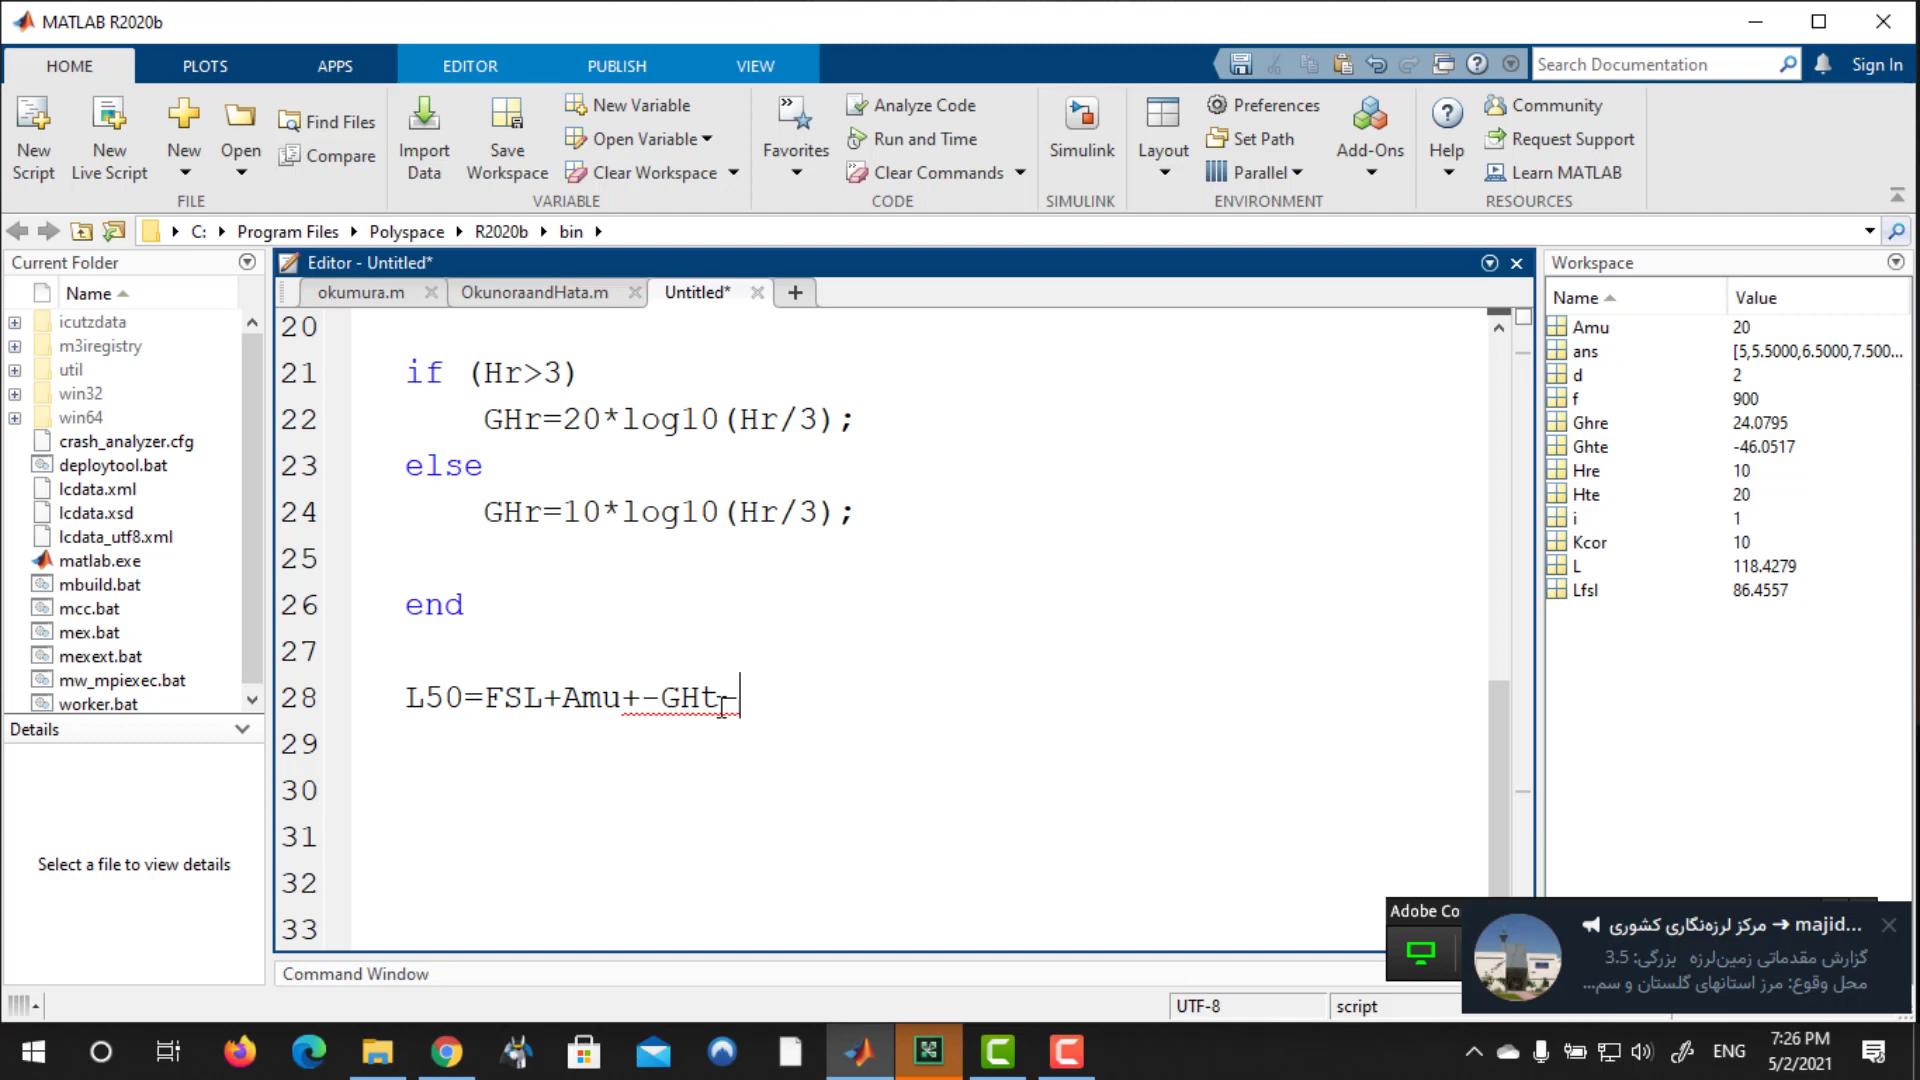 MATLAB R2020b
HOME PLOTS APPS EDITOR PUBLISH VIEW
Search Documentation Sign In
New Script
New Live Script
New
Open
Find Files
Compare
FILE
Import Data
Save Workspace
New Variable
Open Variable
Clear Workspace
VARIABLE
Favorites
Analyze Code
Run and Time
Clear Commands
CODE
Simulink
SIMULINK
Layout
Preferences
Set Path
Parallel
Add-Ons
ENVIRONMENT
Help
Community
Request Support
Learn MATLAB
RESOURCES
C: Program Files Polyspace R2020b bin
Current Folder
Name
icutzdata
m3iregistry
util
win32
win64
crash_analyzer.cfg
deploytool.bat
lcdata.xml
lcdata.xsd
lcdata_utf8.xml
matlab.exe
mbuild.bat
mcc.bat
mex.bat
mexext.bat
mw_mpiexec.bat
worker.bat
Details
Select a file to view details
Editor - Untitled*
okumura.m OkunoraandHata.m Untitled*
20
21 if (Hr>3)
22 GHr=20*log10(Hr/3);
23 else
24 GHr=10*log10(Hr/3);
25
26 end
27
28 L50=FSL+Amu+-GHt-
29
30
31
32
33
Command Window
UTF-8 script
Workspace
Name Value
Amu 20
ans [5,5.5000,6.5000,7.500...
d 2
f 900
Ghre 24.0795
Ghte -46.0517
Hre 10
Hte 20
i 1
Kcor 10
L 118.4279
Lfsl 86.4557
Adobe Co
مرکز لرزه‌نگاری کشوری ➔ majid...
گزارش مقدماتی زمین‌لرزه بزرگی: 3.5
محل وقوع: مرز استانهای گلستان و سم...
ENG
7:26 PM
5/2/2021